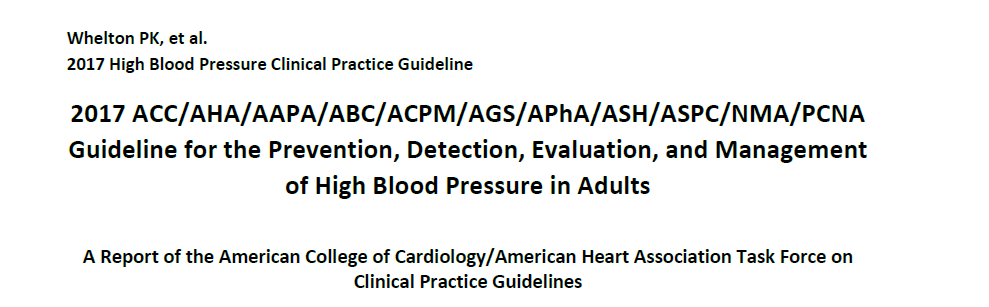 Whelton PK, et al.
2017 High Blood Pressure Clinical Practice Guideline
2017 ACC/AHA/AAPA/ABC/ACPM/AGS/APhA/ASH/ASPC/NMA/PCNA
Guideline for the Prevention, Detection, Evaluation, and Management
of High Blood Pressure in Adults
A Report of the American College of Cardiology/American Heart Association Task Force on
Clinical Practice Guidelines